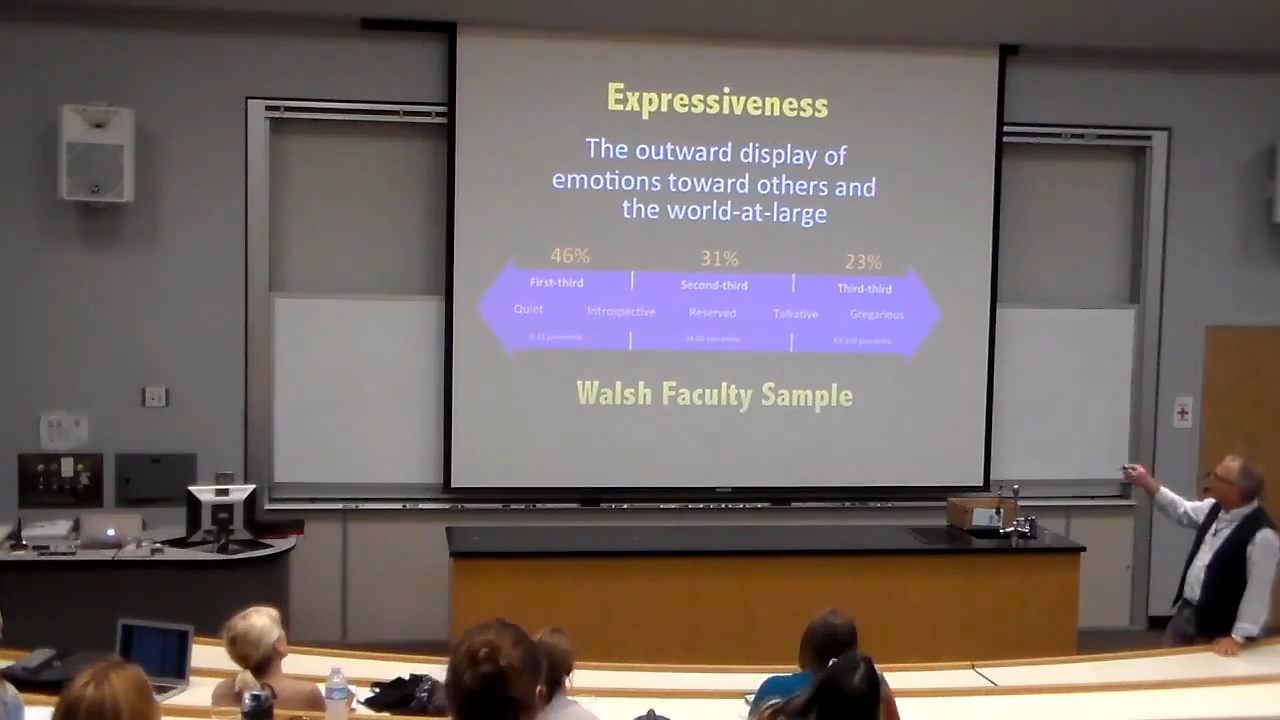 Expressiveness
The outward display of
emotions toward others and
the world-at-large
46% 31% 23%
First-third Second-third Third-third
Quiet Introspective Reserved Talkative Gregarious
Walsh Faculty Sample